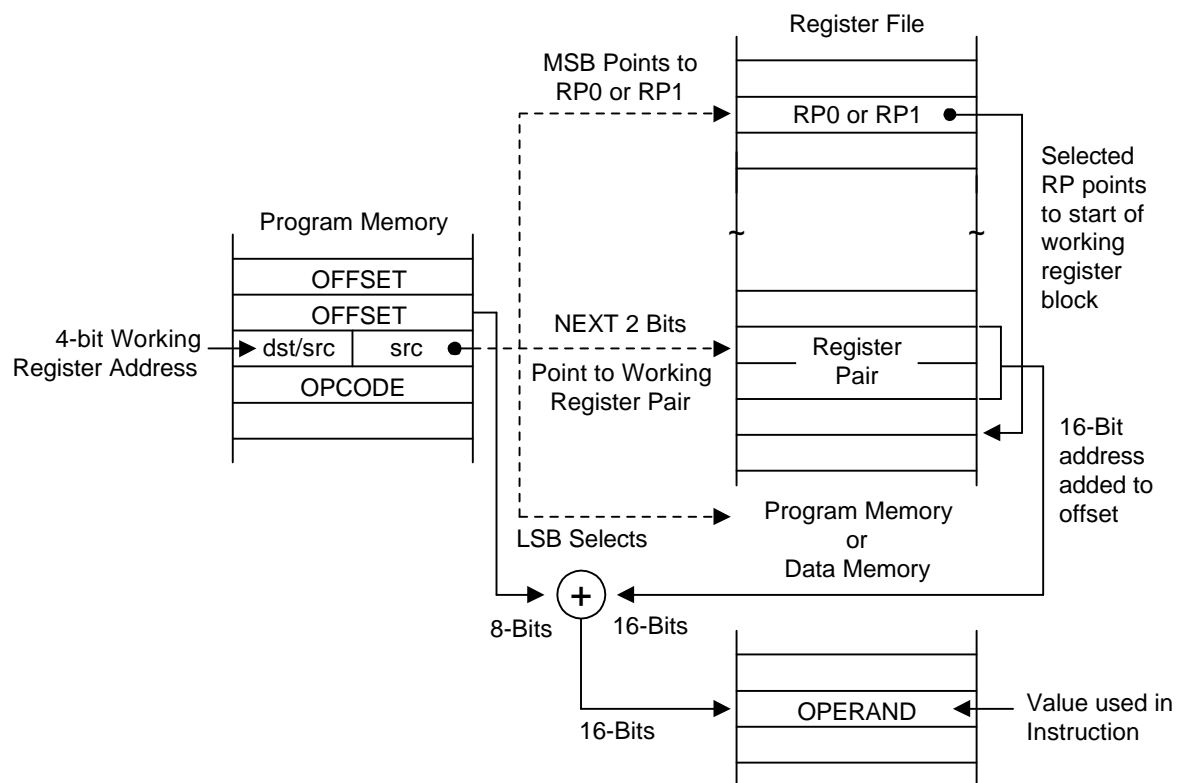 Register File
MSB Points to
RP0 or RP1
RP0 or RP1
Selected
RP points
to start of
working
register
block
Program Memory
OFFSET
OFFSET
4-bit Working
Register Address
dst/src
src
OPCODE
NEXT 2 Bits
Point to Working
Register Pair
Register
Pair
16-Bit
address
added to
offset
LSB Selects
Program Memory
or
Data Memory
+
8-Bits
16-Bits
16-Bits
OPERAND
Value used in
Instruction
~
~